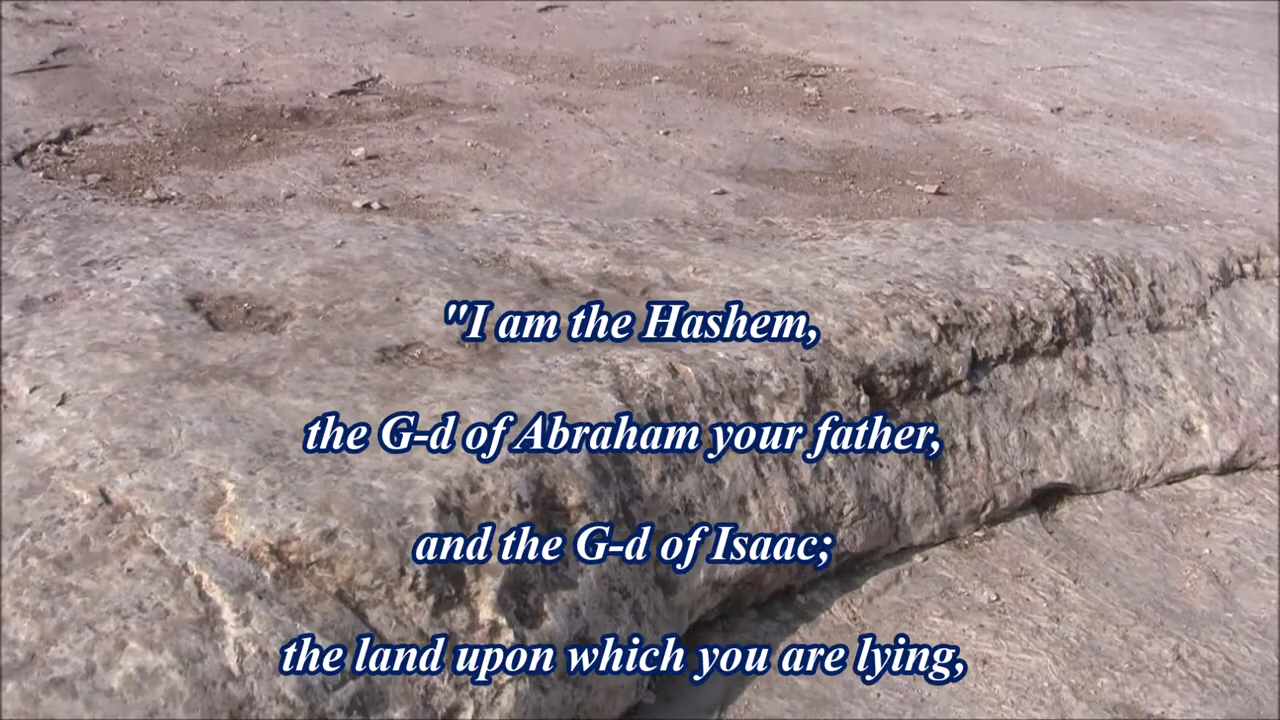 "I am the Hashem,
the G-d of Abraham your father,
and the G-d of Isaac;
the land upon which you are lying,